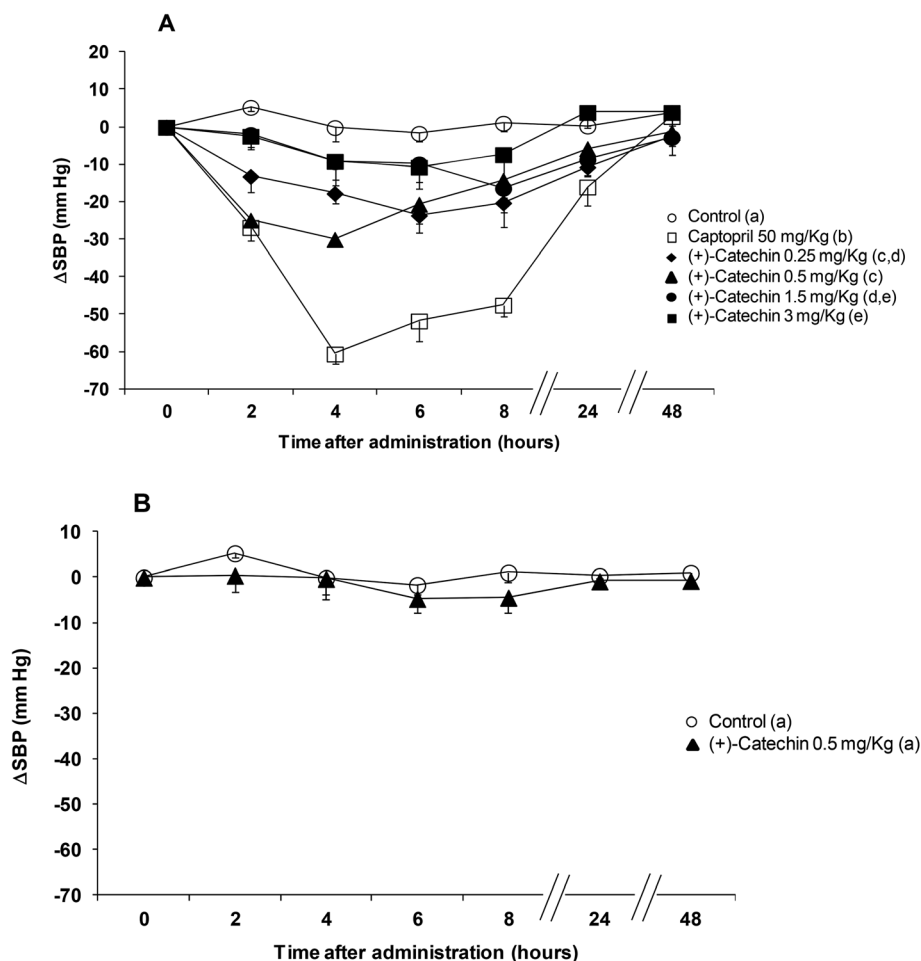 A
20
10
0
-10
-20
-30
-40
-50
-60
-70
ΔSBP (mm Hg)
0 2 4 6 8 24 48
Time after administration (hours)
Control (a)
Captopril 50 mg/Kg (b)
(+)-Catechin 0.25 mg/Kg (c,d)
(+)-Catechin 0.5 mg/Kg (c)
(+)-Catechin 1.5 mg/Kg (d,e)
(+)-Catechin 3 mg/Kg (e)
B
10
0
-10
-20
-30
-40
-50
-60
-70
ΔSBP (mm Hg)
0 2 4 6 8 24 48
Time after administration (hours)
Control (a)
(+)-Catechin 0.5 mg/Kg (a)